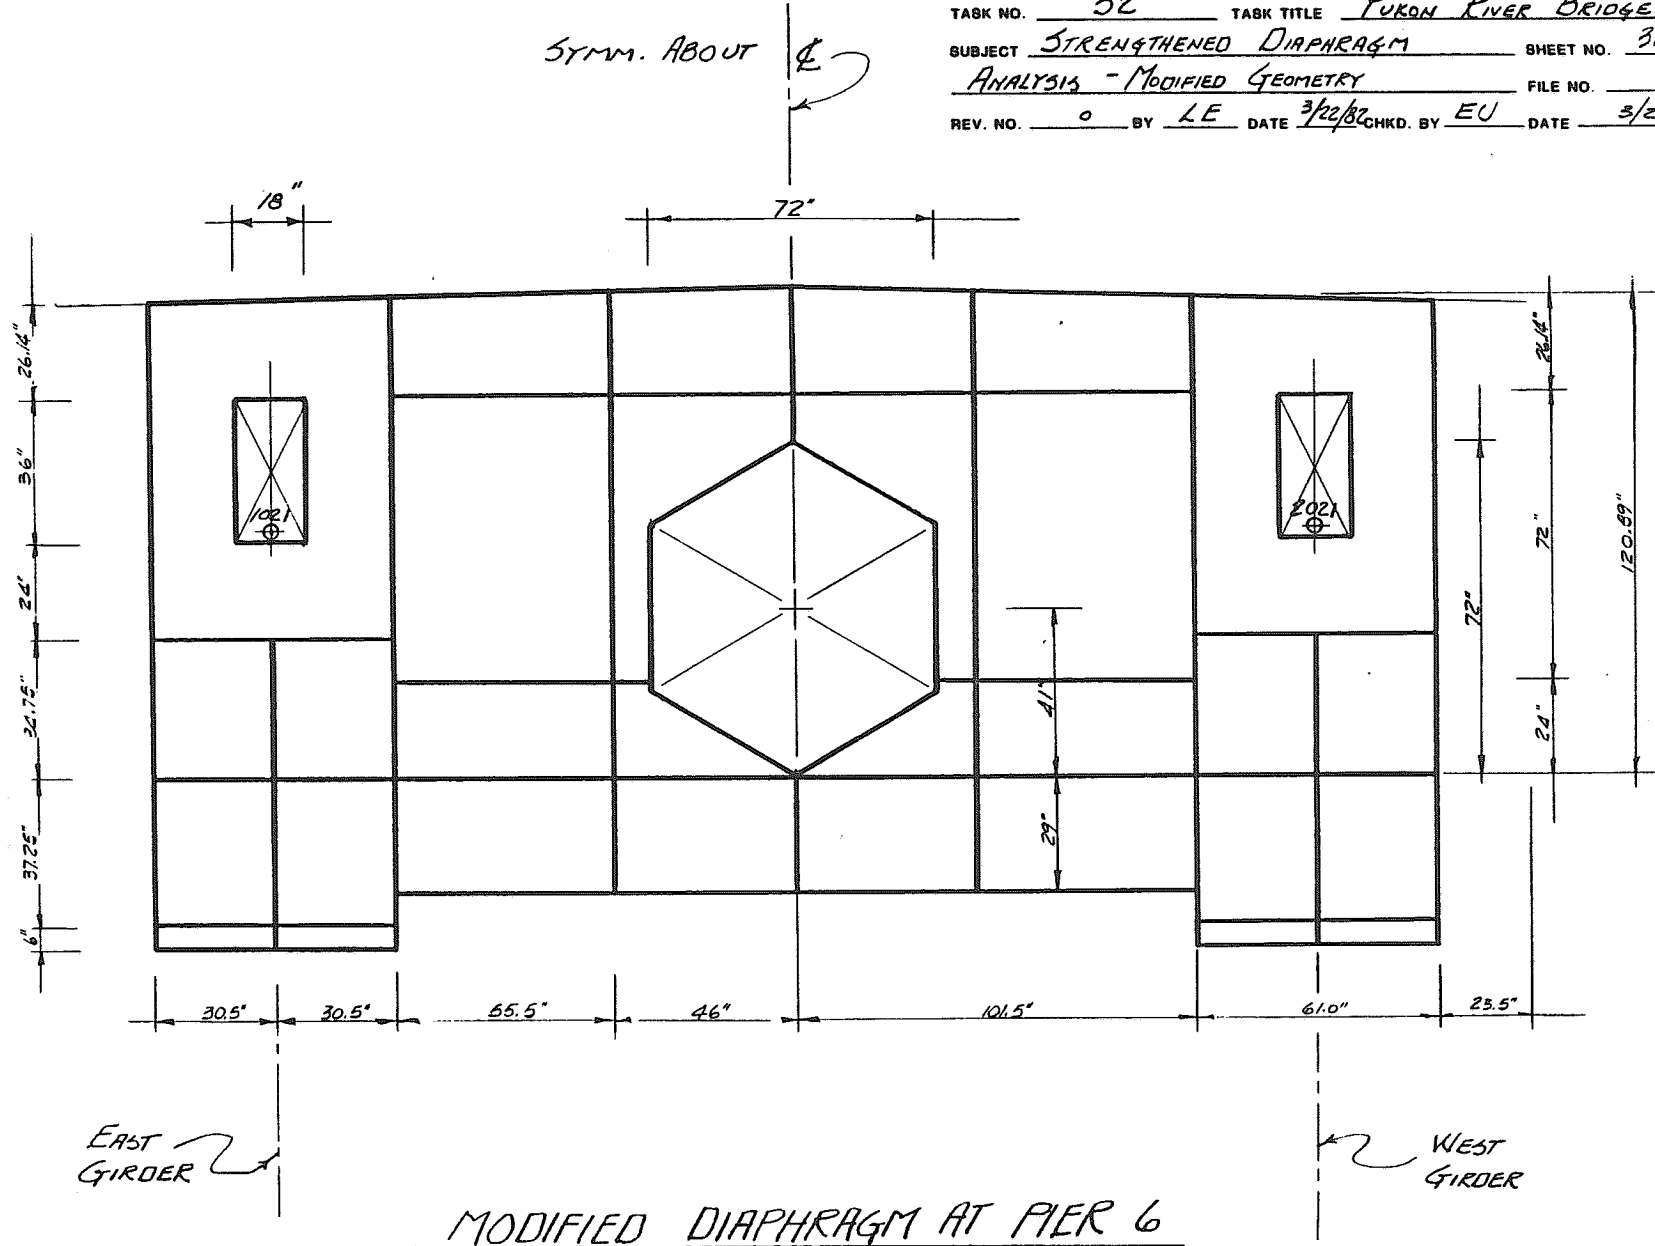 TASK NO. 52 TASK TITLE YUKON RIVER BRIDGE
SUBJECT STRENGTHENED DIAPHRAGM SHEET NO.
ANALYSIS - MODIFIED GEOMETRY FILE NO.
REV. NO. 0 BY LE DATE 3/22/82 CHKD. BY EU DATE
SYMM. ABOUT ℄
18"
72"
26.14"
36"
24"
34.75"
37.25"
6"
1021
2021
41"
29"
72"
26.14"
72"
24"
120.89"
30.5"
30.5"
55.5"
46"
101.5"
61.0"
23.5"
EAST
GIRDER
WEST
GIRDER
MODIFIED DIAPHRAGM AT PIER 6